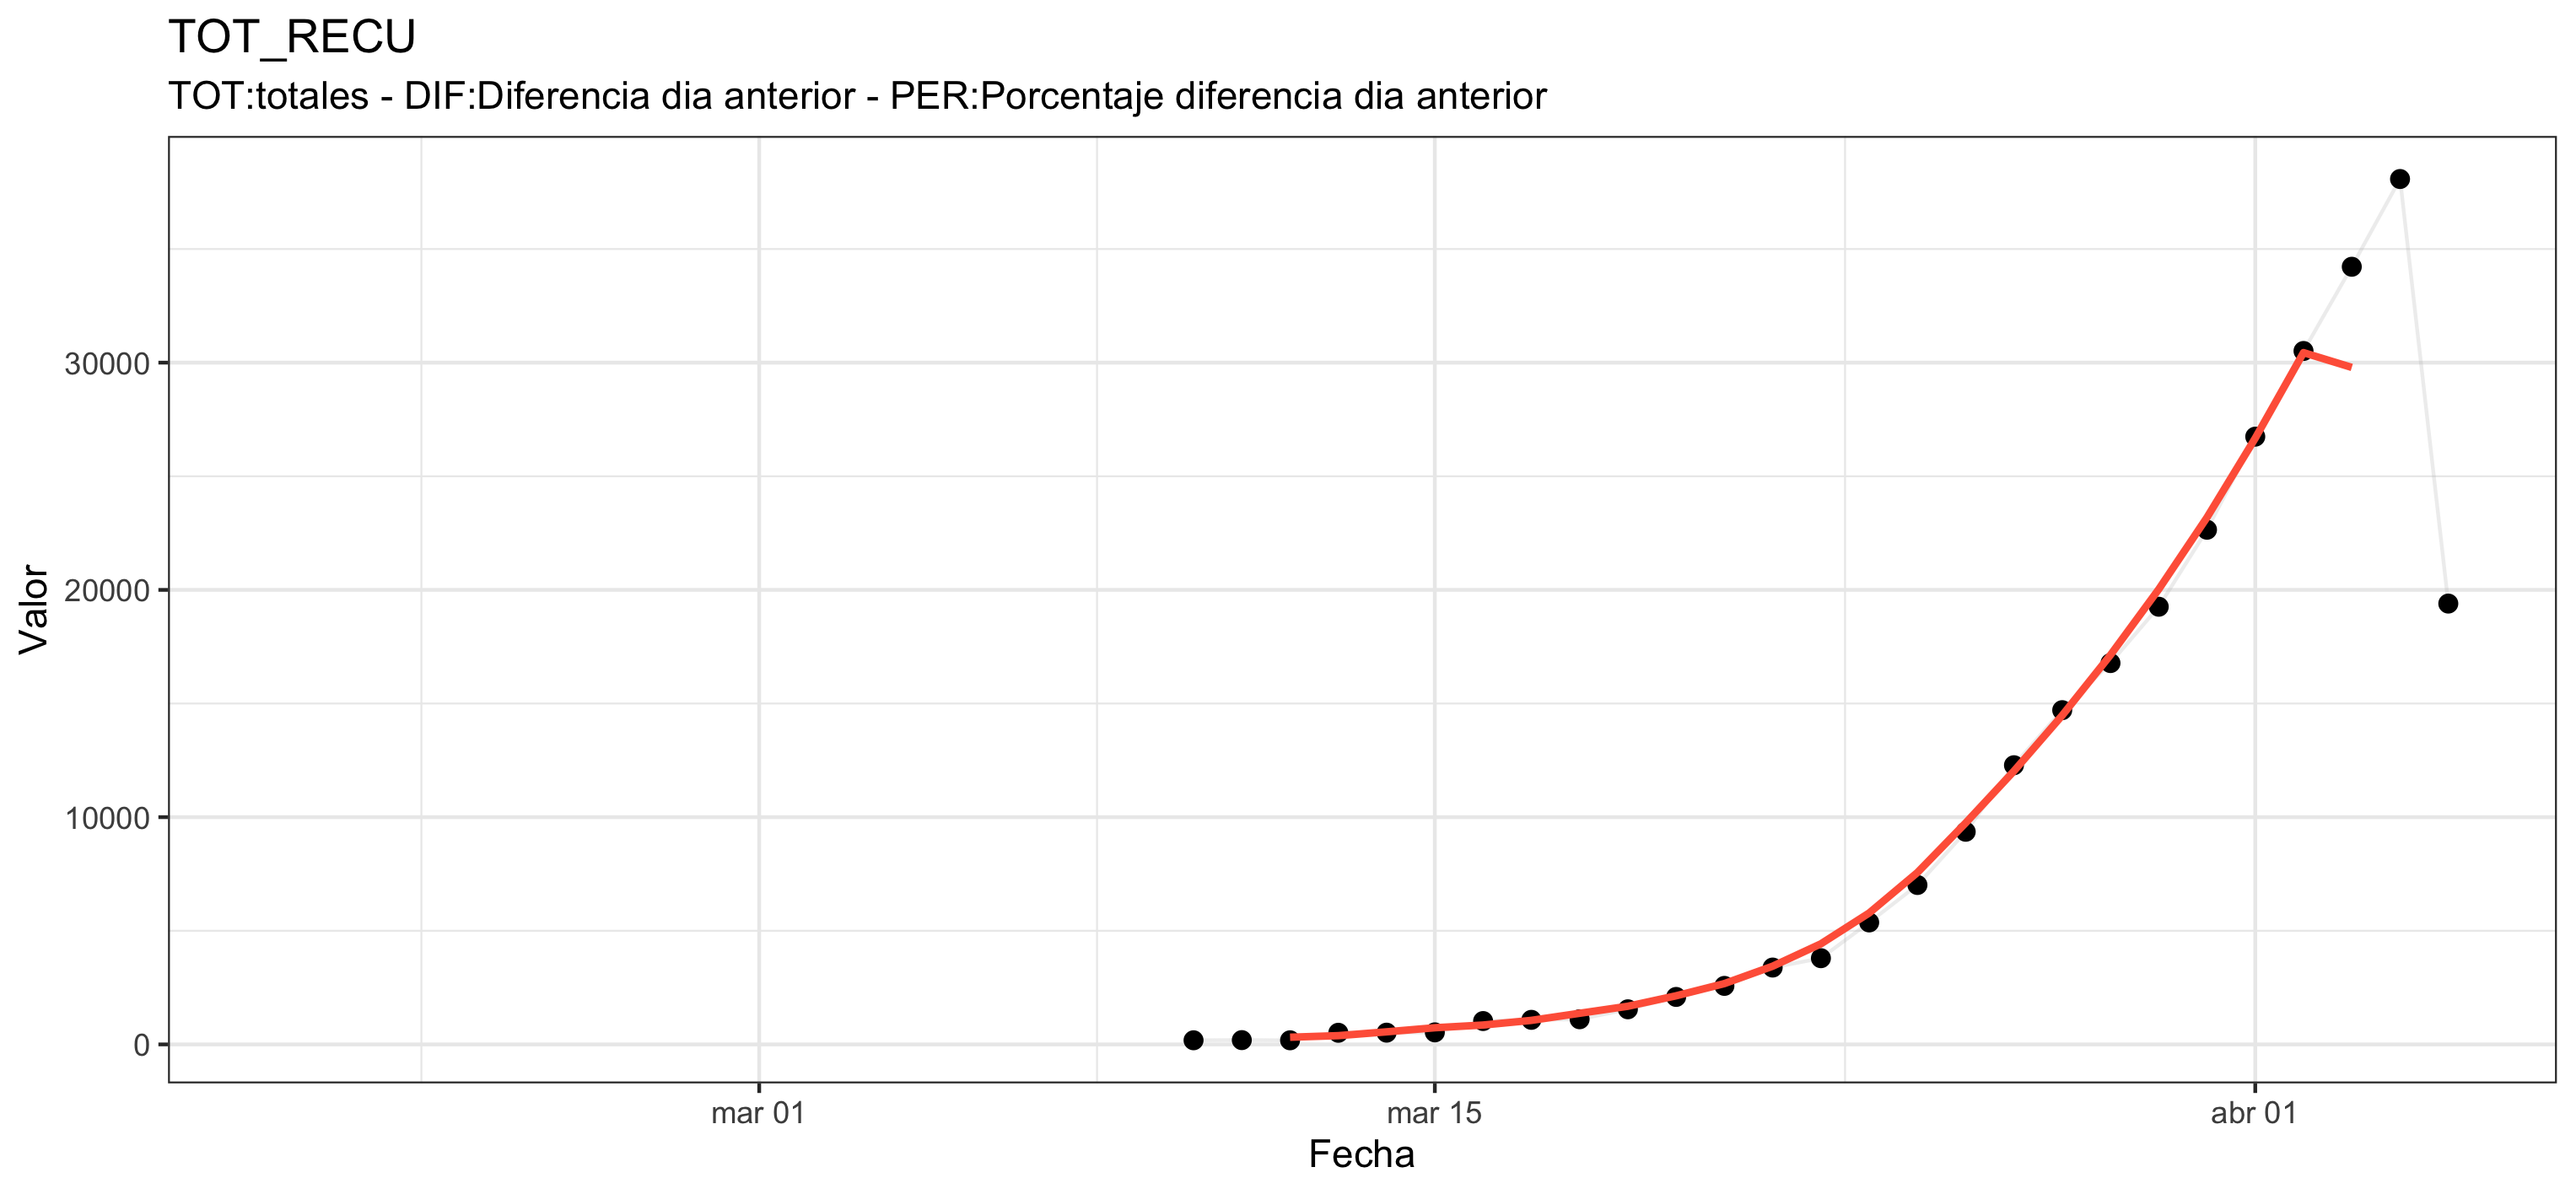 TOT_RECU
TOT:totales - DIF:Diferencia dia anterior - PER:Porcentaje diferencia dia anterior
Valor
30000
20000
10000
0
mar 01
mar 15
abr 01
Fecha